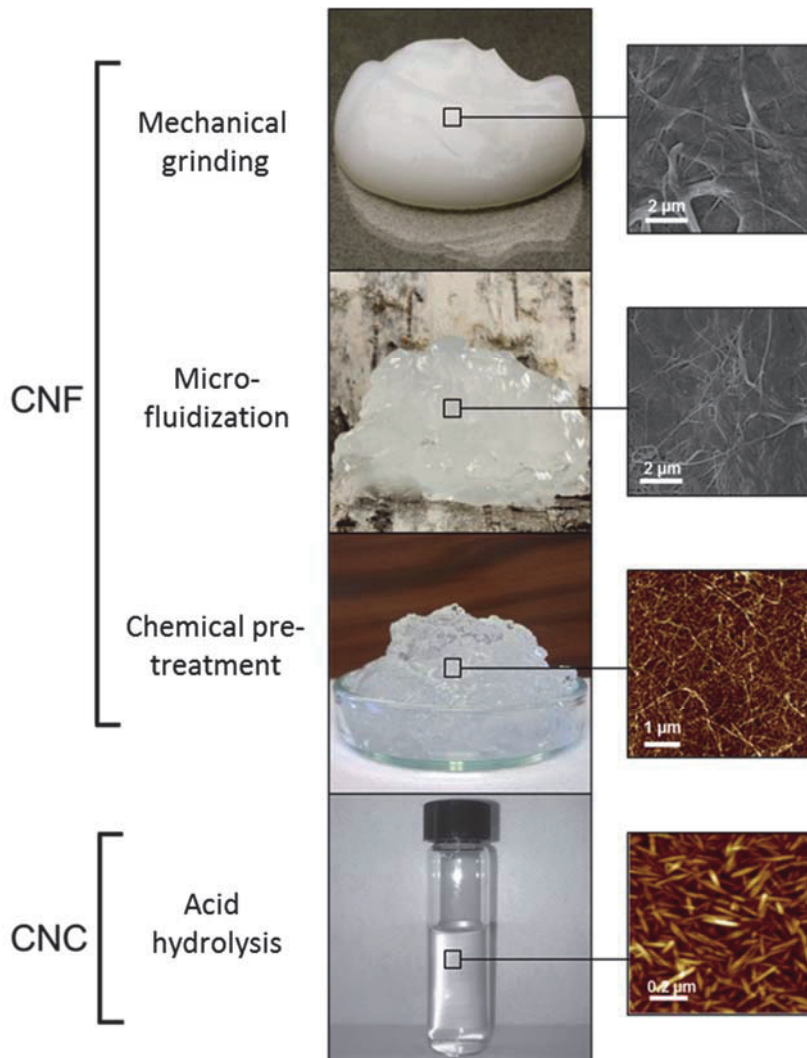 Mechanical
grinding
2 µm
CNF
Micro-
fluidization
2 µm
Chemical pre-
treatment
1 µm
CNC
Acid
hydrolysis
0.2 µm